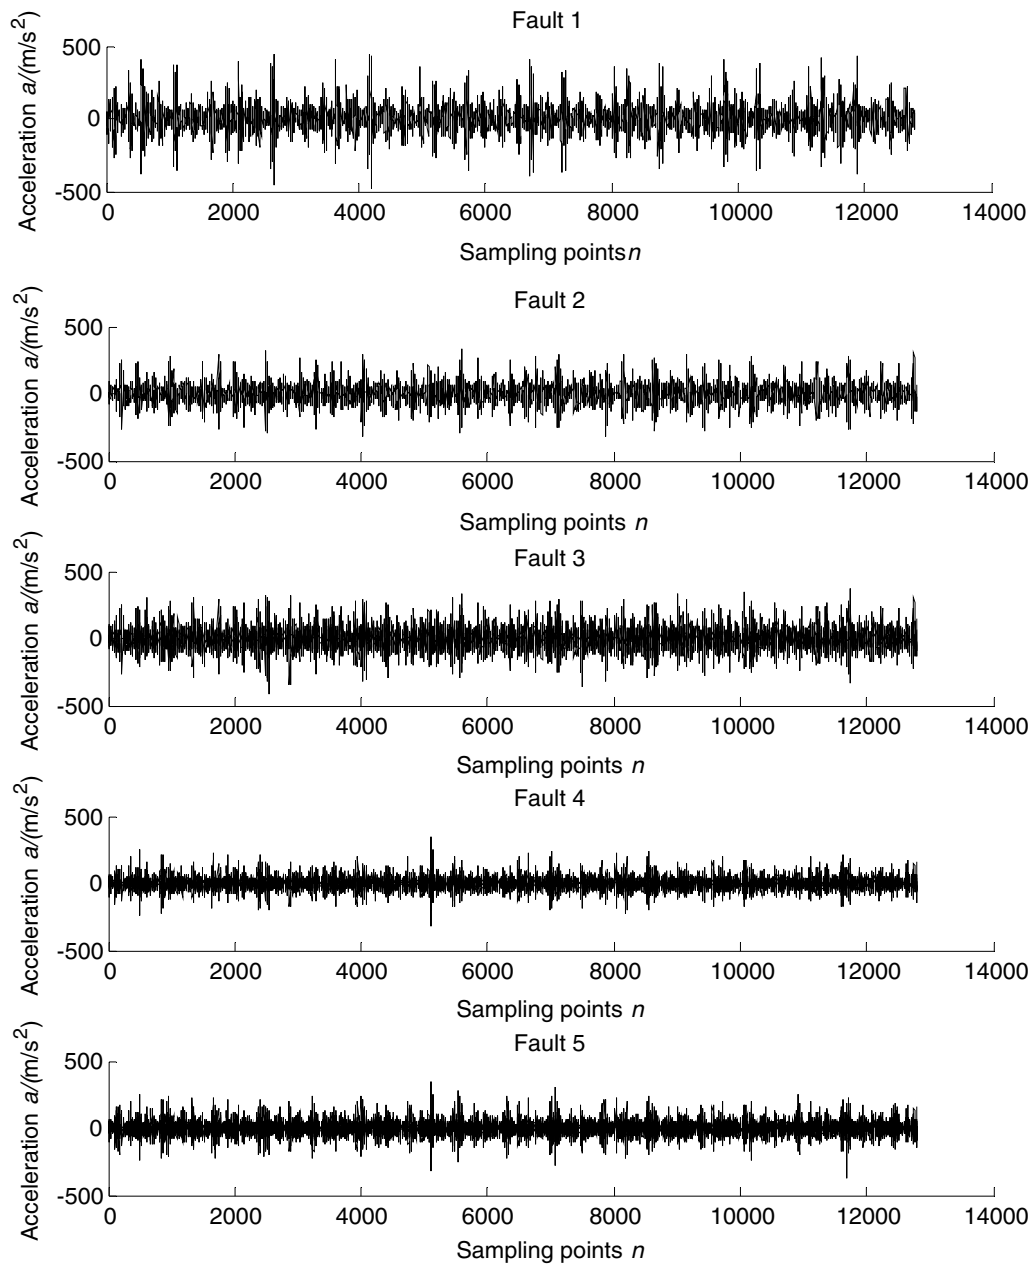 Fault 1
Acceleration a/(m/s²)
500
0
-500
0 2000 4000 6000 8000 10000 12000 14000
Sampling pointsn
Fault 2
Acceleration a/(m/s²)
500
0
-500
0 2000 4000 6000 8000 10000 12000 14000
Sampling points n
Fault 3
Acceleration a/(m/s²)
500
0
-500
0 2000 4000 6000 8000 10000 12000 14000
Sampling points n
Fault 4
Acceleration a/(m/s²)
500
0
-500
0 2000 4000 6000 8000 10000 12000 14000
Sampling points n
Fault 5
Acceleration a/(m/s²)
500
0
-500
0 2000 4000 6000 8000 10000 12000 14000
Sampling points n